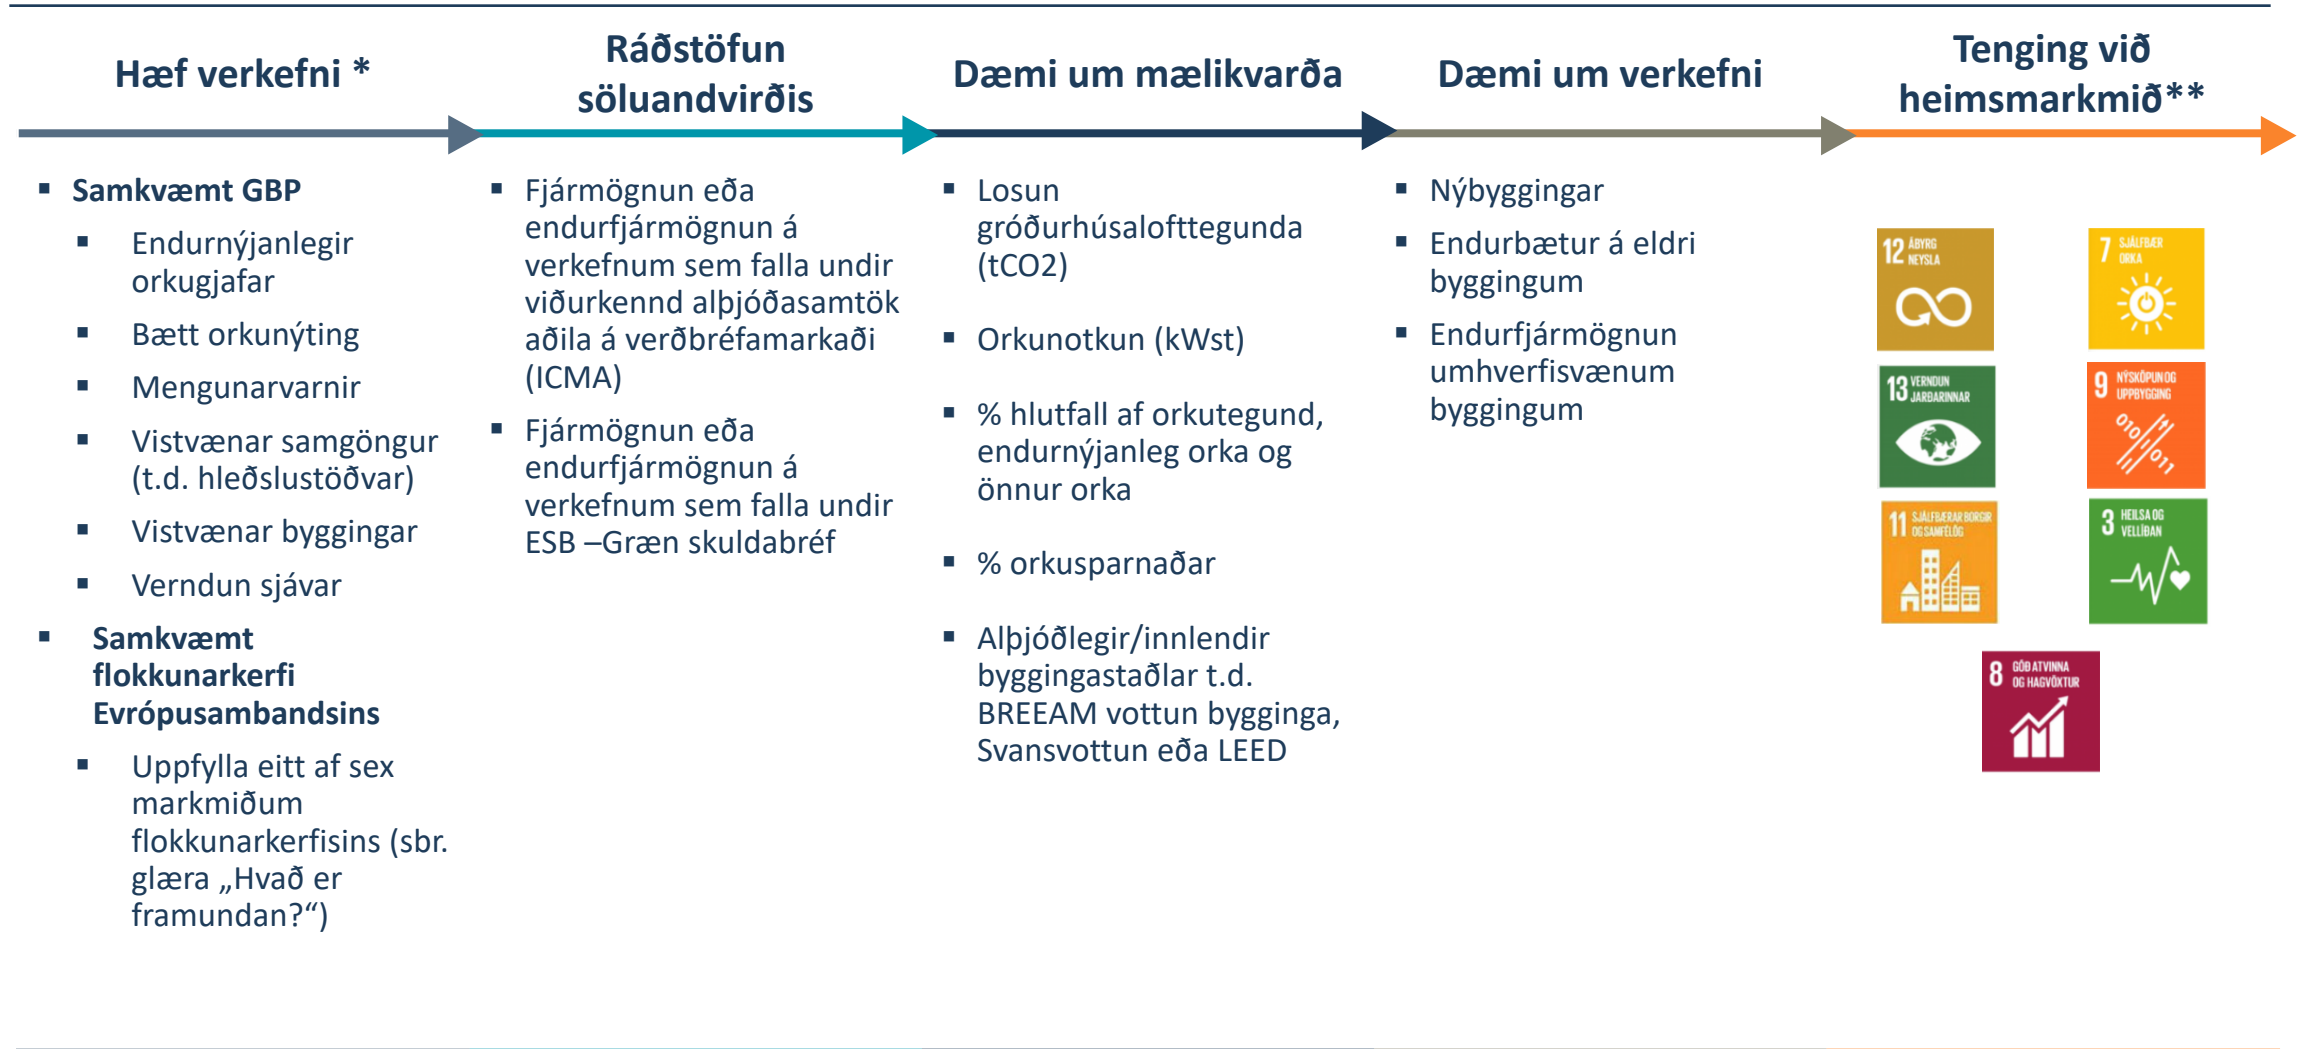 Hæf verkefni *
Ráðstöfun
söluandvirðis
Dæmi um mælikvarða
Dæmi um verkefni
Tenging við
heimsmarkmið**
▪ Samkvæmt GBP
▪ Endurnýjanlegir
orkugjafar
▪ Bætt orkunýting
▪ Mengunarvarnir
▪ Vistvænar samgöngur
(t.d. hleðslustöðvar)
▪ Vistvænar byggingar
▪ Verndun sjávar
▪ Samkvæmt
flokkunarkerfi
Evrópusambandsins
▪ Uppfylla eitt af sex
markmiðum
flokkunarkerfisins (sbr.
glæra „Hvað er
framundan?“)
▪ Fjármögnun eða
endurfjármögnun á
verkefnum sem falla undir
viðurkennd alþjóðasamtök
aðila á verðbréfamarkaði
(ICMA)
▪ Fjármögnun eða
endurfjármögnun á
verkefnum sem falla undir
ESB –Græn skuldabréf
▪ Losun
gróðurhúsalofttegunda
(tCO2)
▪ Orkunotkun (kWst)
▪ % hlutfall af orkutegund,
endurnýjanleg orka og
önnur orka
▪ % orkusparnaðar
▪ Alþjóðlegir/innlendir
byggingastaðlar t.d.
BREEAM vottun bygginga,
Svansvottun eða LEED
▪ Nýbyggingar
▪ Endurbætur á eldri
byggingum
▪ Endurfjármögnun
umhverfisvænum
byggingum
12 ÁBYRG
NEYSLA
7 SJÁLFBÆR
ORKA
13 VERNDUN
JARÐARINNAR
9 NÝSKÖPUN OG
UPPBYGGING
010
011
11 SJÁLFBÆRAR BORGIR
OG SAMFÉLÖG
3 HEILSA OG
VELLÍÐAN
8 GÓÐ ATVINNA
OG HAGVÖXTUR